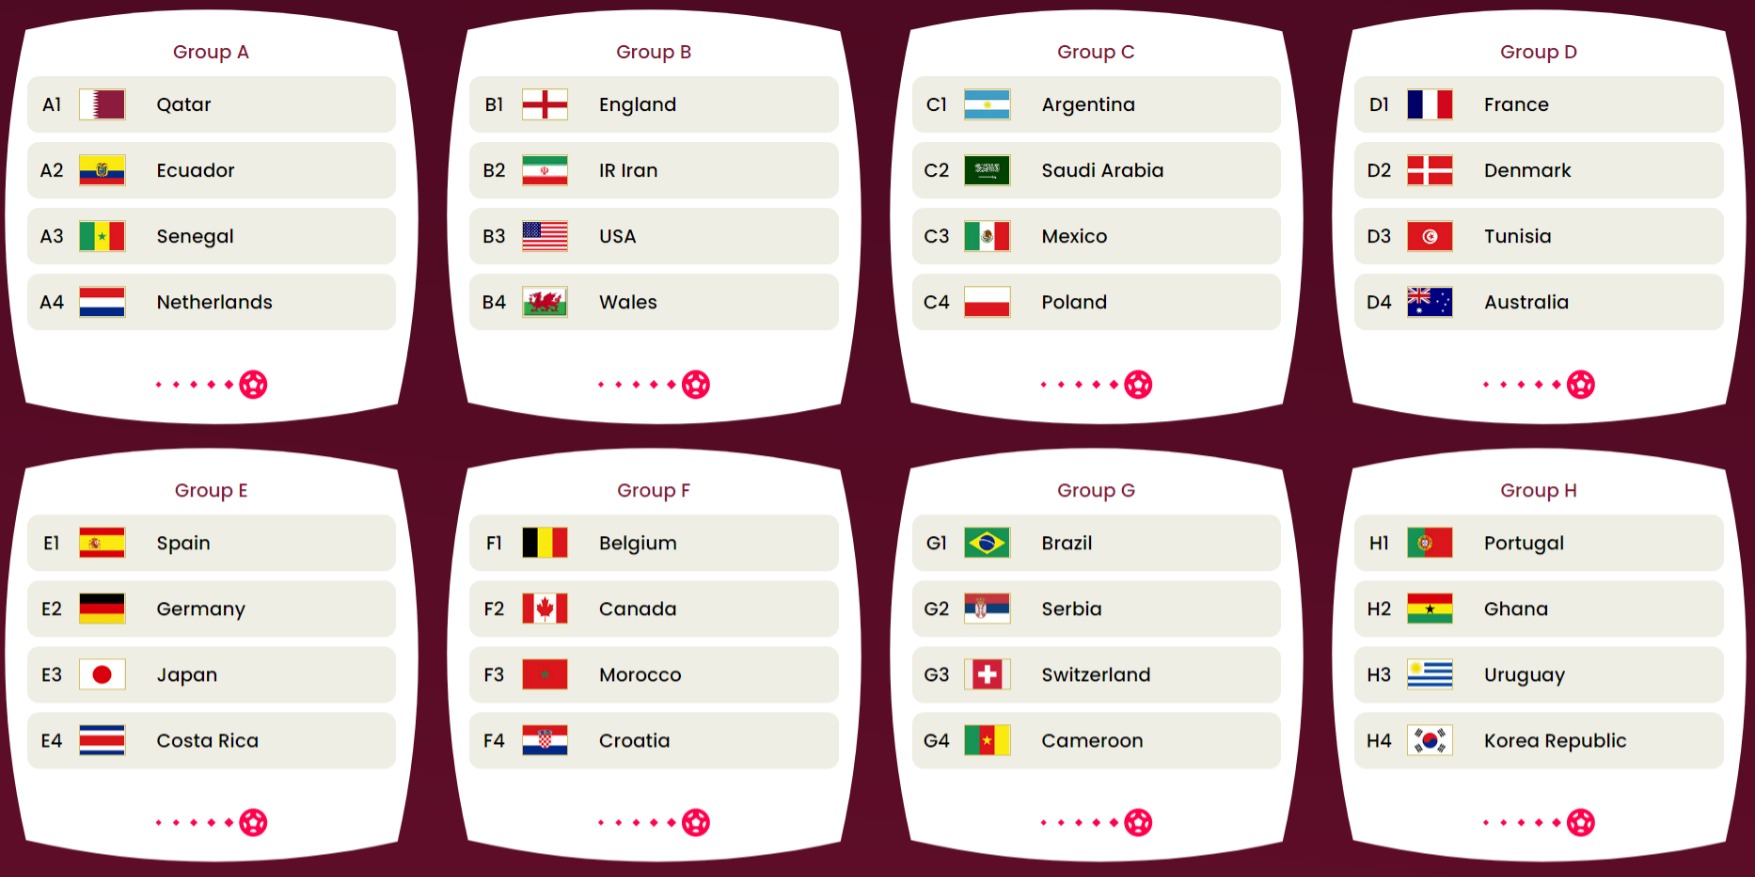 Group A
A1 Qatar
A2 Ecuador
A3 Senegal
A4 Netherlands
Group B
B1 England
B2 IR Iran
B3 USA
B4 Wales
Group C
C1 Argentina
C2 Saudi Arabia
C3 Mexico
C4 Poland
Group D
D1 France
D2 Denmark
D3 Tunisia
D4 Australia
Group E
E1 Spain
E2 Germany
E3 Japan
E4 Costa Rica
Group F
F1 Belgium
F2 Canada
F3 Morocco
F4 Croatia
Group G
G1 Brazil
G2 Serbia
G3 Switzerland
G4 Cameroon
Group H
H1 Portugal
H2 Ghana
H3 Uruguay
H4 Korea Republic